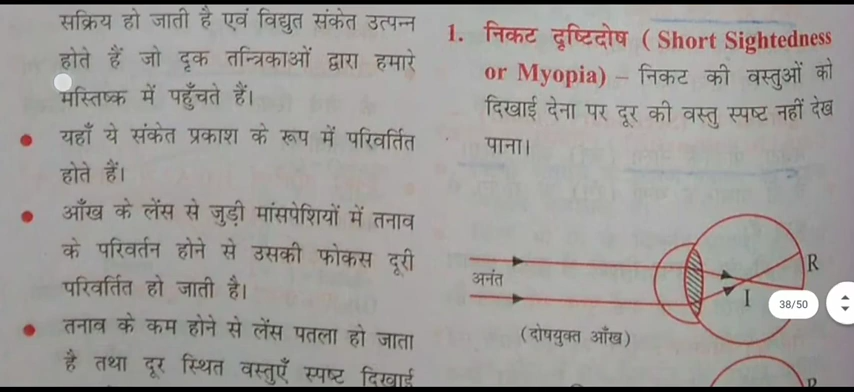 सक्रिय हो जाती है एवं विद्युत संकेत उत्पन्न
होते हैं जो दृक तन्त्रिकाओं द्वारा हमारे
मस्तिष्क में पहुँचते हैं।
● यहाँ ये संकेत प्रकाश के रूप में परिवर्तित
होते हैं।
● आँख के लेंस से जुड़ी मांसपेशियों में तनाव
के परिवर्तन होने से उसकी फोकस दूरी
परिवर्तित हो जाती है।
● तनाव के कम होने से लेंस पतला हो जाता
है तथा दूर स्थित वस्तुएँ स्पष्ट दिखाई
1. निकट दृष्टिदोष ( Short Sightedness
or Myopia) – निकट की वस्तुओं को
दिखाई देना पर दूर की वस्तु स्पष्ट नहीं देख
पाना।
अनंत
R
I
38/50
(दोषयुक्त आँख)